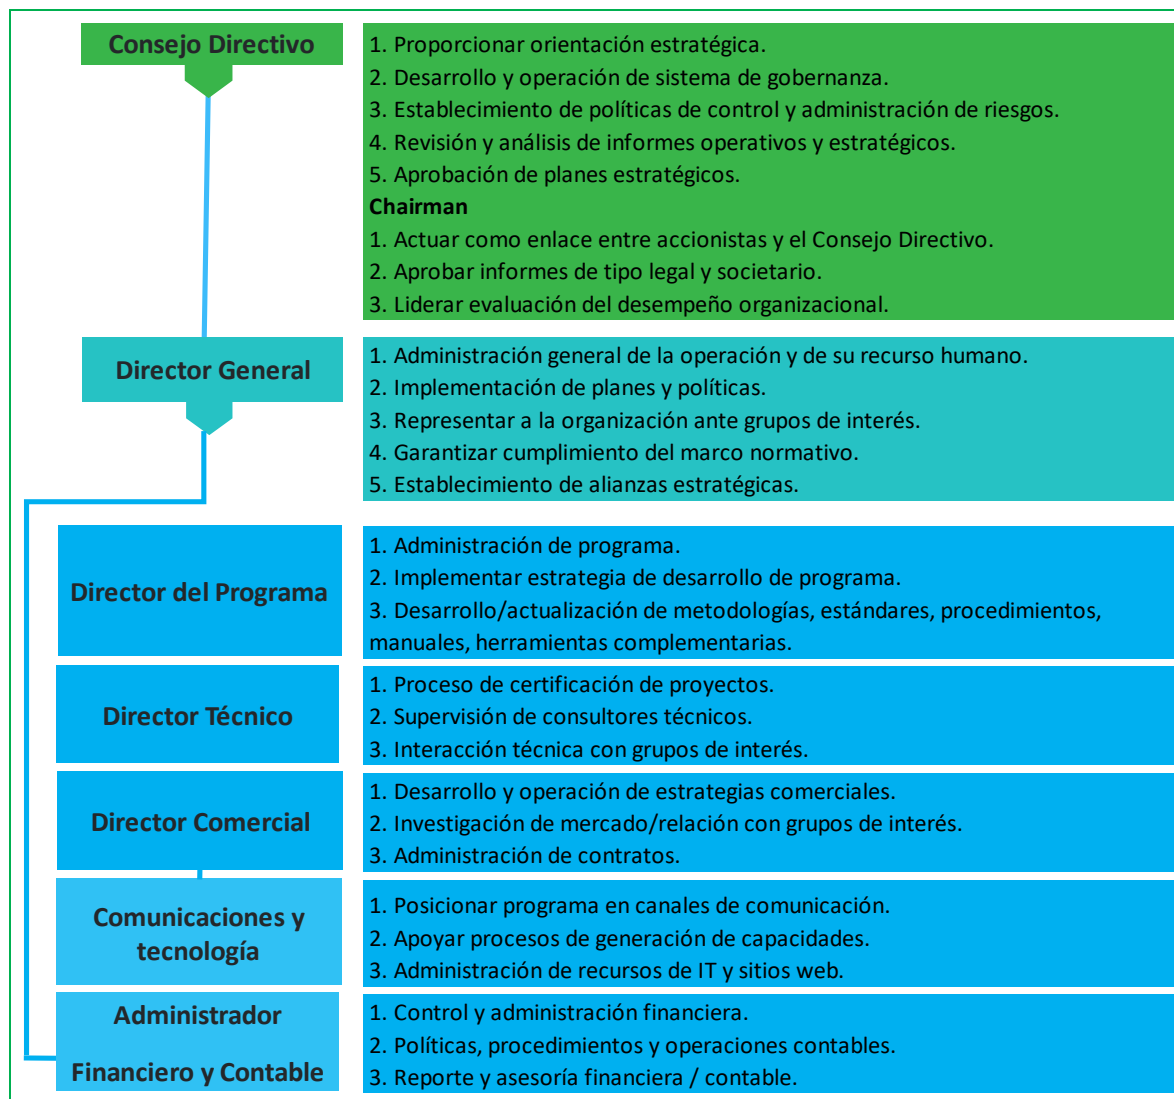 Consejo Directivo
1. Proporcionar orientación estratégica.
2. Desarrollo y operación de sistema de gobernanza.
3. Establecimiento de políticas de control y administración de riesgos.
4. Revisión y análisis de informes operativos y estratégicos.
5. Aprobación de planes estratégicos.
Chairman
1. Actuar como enlace entre accionistas y el Consejo Directivo.
2. Aprobar informes de tipo legal y societario.
3. Liderar evaluación del desempeño organizacional.
Director General
1. Administración general de la operación y de su recurso humano.
2. Implementación de planes y políticas.
3. Representar a la organización ante grupos de interés.
4. Garantizar cumplimiento del marco normativo.
5. Establecimiento de alianzas estratégicas.
Director del Programa
1. Administración de programa.
2. Implementar estrategia de desarrollo de programa.
3. Desarrollo/actualización de metodologías, estándares, procedimientos,
manuales, herramientas complementarias.
Director Técnico
1. Proceso de certificación de proyectos.
2. Supervisión de consultores técnicos.
3. Interacción técnica con grupos de interés.
Director Comercial
1. Desarrollo y operación de estrategias comerciales.
2. Investigación de mercado/relación con grupos de interés.
3. Administración de contratos.
Comunicaciones y
tecnología
1. Posicionar programa en canales de comunicación.
2. Apoyar procesos de generación de capacidades.
3. Administración de recursos de IT y sitios web.
Administrador
Financiero y Contable
1. Control y administración financiera.
2. Políticas, procedimientos y operaciones contables.
3. Reporte y asesoría financiera / contable.